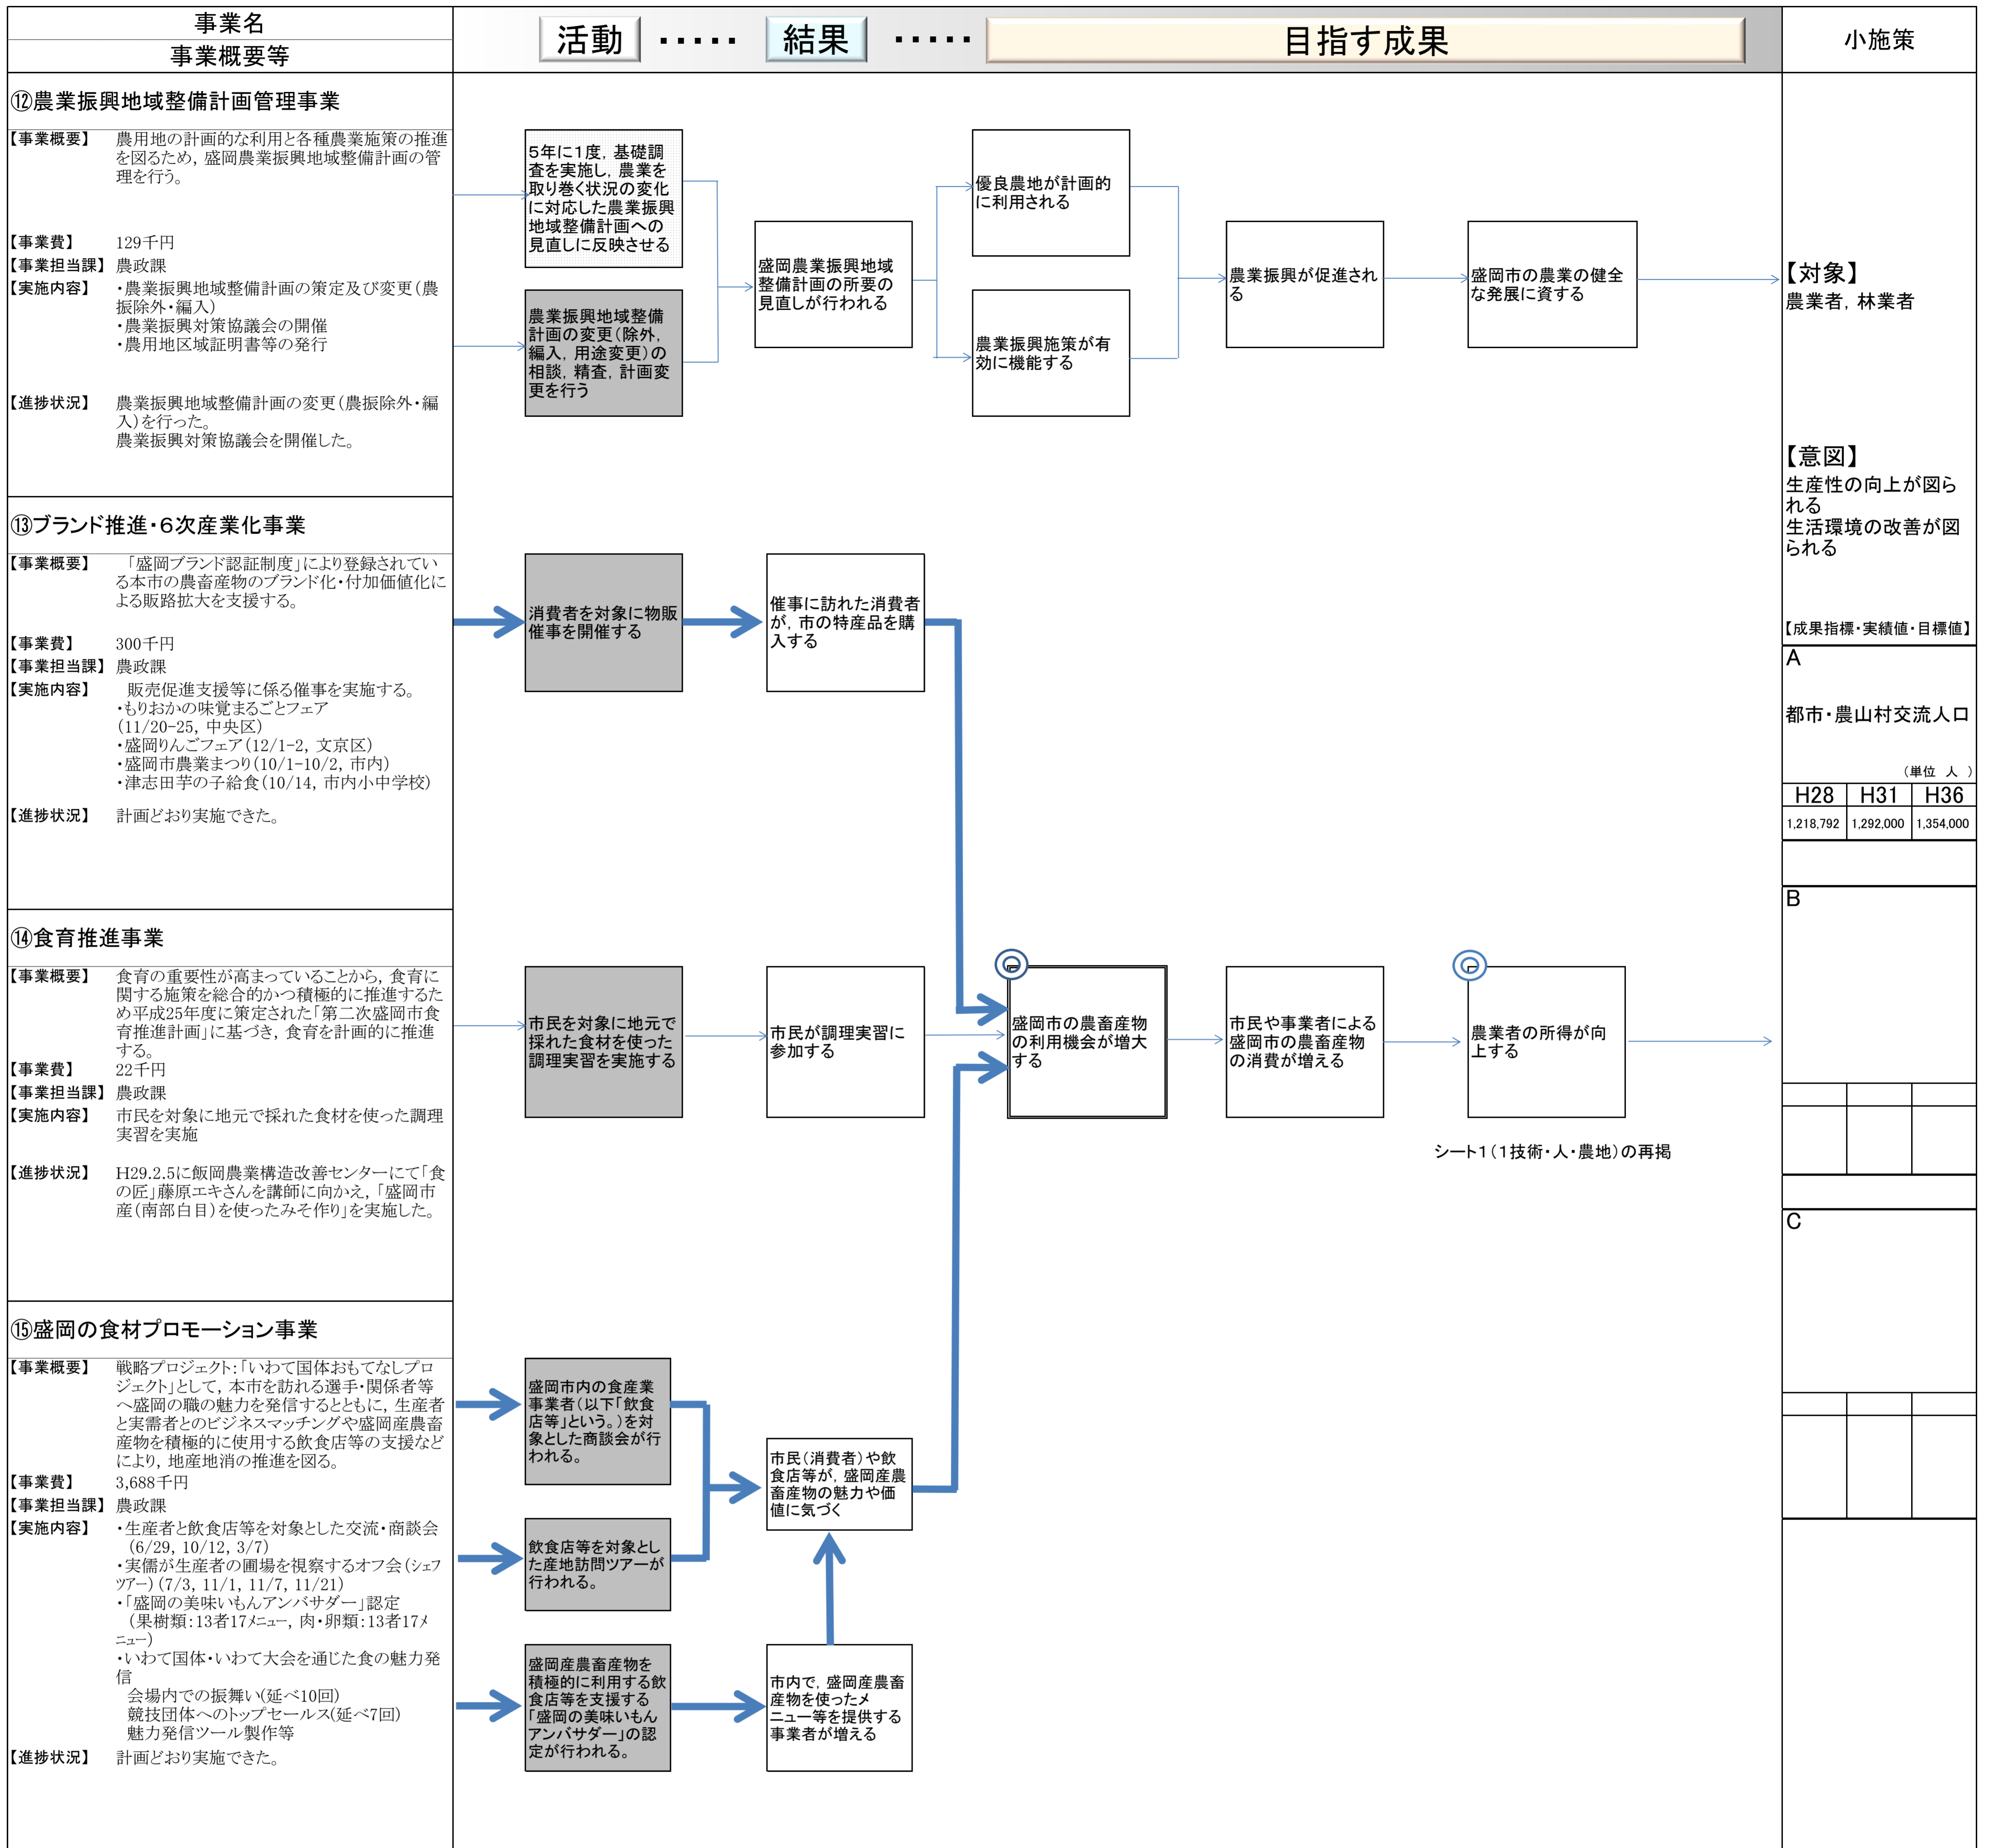 事業名
事業概要等
活動 ・・・・・ 結果 ・・・・・ 目指す成果
小施策
⑫農業振興地域整備計画管理事業
【事業概要】 農用地の計画的な利用と各種農業施策の推進
を図るため，盛岡農業振興地域整備計画の管
理を行う。
【事業費】 129千円
【事業担当課】 農政課
【実施内容】 ・農業振興地域整備計画の策定及び変更（農
振除外・編入）
・農業振興対策協議会の開催
・農用地区域証明書等の発行
【進捗状況】 農業振興地域整備計画の変更（農振除外・編
入）を行った。
農業振興対策協議会を開催した。
5年に1度，基礎調
査を実施し，農業を
取り巻く状況の変化
に対応した農業振興
地域整備計画への
見直しに反映させる
農業振興地域整備
計画の変更（除外，
編入，用途変更）の
相談，精査，計画変
更を行う
盛岡農業振興地域
整備計画の所要の
見直しが行われる
優良農地が計画的
に利用される
農業振興施策が有
効に機能する
農業振興が促進され
る
盛岡市の農業の健全
な発展に資する
⑬ブランド推進・６次産業化事業
【事業概要】 「盛岡ブランド認証制度」により登録されてい
る本市の農畜産物のブランド化・付加価値化に
よる販路拡大を支援する。
【事業費】 300千円
【事業担当課】 農政課
【実施内容】 販売促進支援等に係る催事を実施する。
・もりおかの味覚まるごとフェア
(11/20-25，中央区)
・盛岡りんごフェア(12/1-2，文京区)
・盛岡市農業まつり(10/1-10/2，市内)
・津志田芋の子給食(10/14，市内小中学校)
【進捗状況】 計画どおり実施できた。
消費者を対象に物販
催事を開催する
催事に訪れた消費者
が，市の特産品を購
入する
⑭食育推進事業
【事業概要】 食育の重要性が高まっていることから，食育に
関する施策を総合的かつ積極的に推進するた
め平成25年度に策定された「第二次盛岡市食
育推進計画」に基づき，食育を計画的に推進
する。
【事業費】 22千円
【事業担当課】 農政課
【実施内容】 市民を対象に地元で採れた食材を使った調理
実習を実施
【進捗状況】 H29.2.5に飯岡農業構造改善センターにて「食
の匠」藤原エキさんを講師に向かえ，「盛岡市
産（南部白目）を使ったみそ作り」を実施した。
市民を対象に地元で
採れた食材を使った
調理実習を実施する
市民が調理実習に
参加する
盛岡市の農畜産物
の利用機会が増大
する
市民や事業者による
盛岡市の農畜産物
の消費が増える
農業者の所得が向
上する
シート１（１技術・人・農地）の再掲
⑮盛岡の食材プロモーション事業
【事業概要】 戦略プロジェクト：「いわて国体おもてなしプロ
ジェクト」として，本市を訪れる選手・関係者等
へ盛岡の職の魅力を発信するとともに，生産者
と実需者とのビジネスマッチングや盛岡産農畜
産物を積極的に使用する飲食店等の支援など
により，地産地消の推進を図る。
【事業費】 3,688千円
【事業担当課】 農政課
【実施内容】 ・生産者と飲食店等を対象とした交流・商談会
（6/29，10/12，3/7）
・実儒が生産者の圃場を視察するオフ会（シェフ
ツアー）(7/3，11/1，11/7，11/21)
・「盛岡の美味いもんアンバサダー」認定
（果樹類：13者17メニュー，肉・卵類：13者17メ
ニュー）
・いわて国体・いわて大会を通じた食の魅力発
信
会場内での振舞い(延べ10回)
競技団体へのトップセールス(延べ7回)
魅力発信ツール製作等
【進捗状況】 計画どおり実施できた。
盛岡市内の食産業
事業者（以下「飲食
店等」という。）を対
象とした商談会が行
われる。
飲食店等を対象とし
た産地訪問ツアーが
行われる。
盛岡産農畜産物を
積極的に利用する飲
食店等を支援する
「盛岡の美味いもん
アンバサダー」の認
定が行われる。
市民（消費者）や飲
食店等が，盛岡産農
畜産物の魅力や価
値に気づく
市内で，盛岡産農畜
産物を使ったメ
ニュー等を提供する
事業者が増える
【対象】
農業者，林業者
【意図】
生産性の向上が図ら
れる
生活環境の改善が図
られる
【成果指標・実績値・目標値】
A
都市・農山村交流人口
（単位 人 ）
H28 H31 H36
1,218,792 1,292,000 1,354,000
B
C